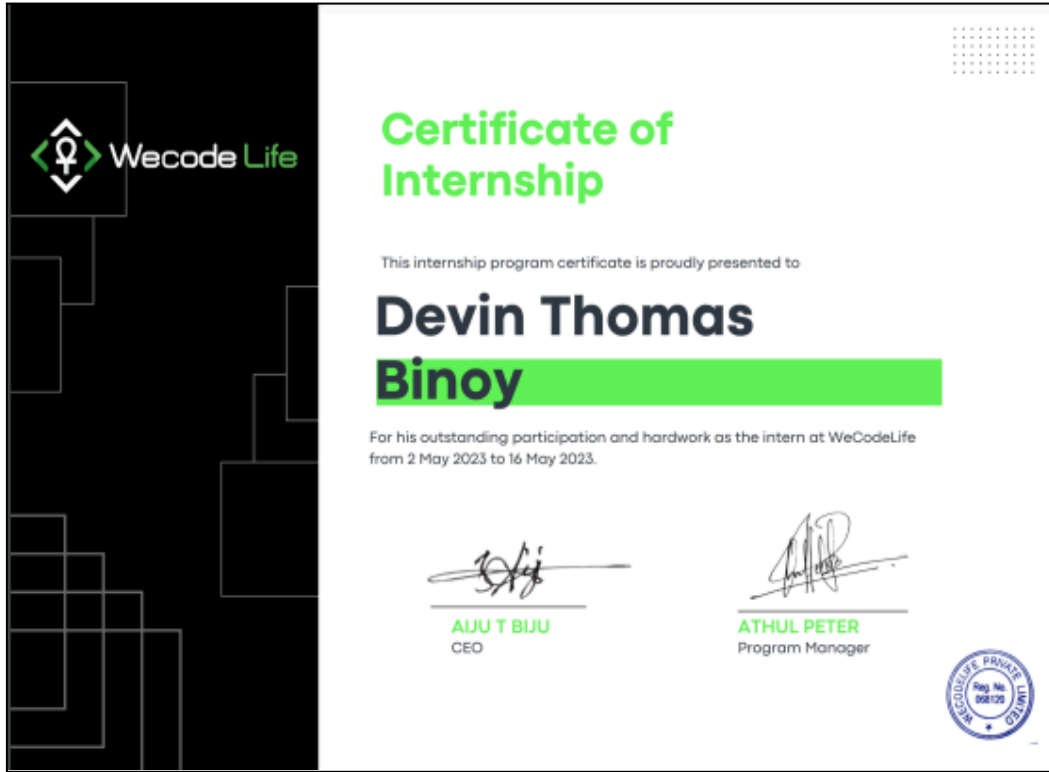 Wecode Life
Certificate of
Internship
This internship program certificate is proudly presented to
Devin Thomas
Binoy
For his outstanding participation and hardwork as the intern at WeCodeLife
from 2 May 2023 to 16 May 2023.
AIJU T BIJU
CEO
ATHUL PETER
Program Manager
WECODELIFE PRIVATE LIMITED
Reg. No.
068120